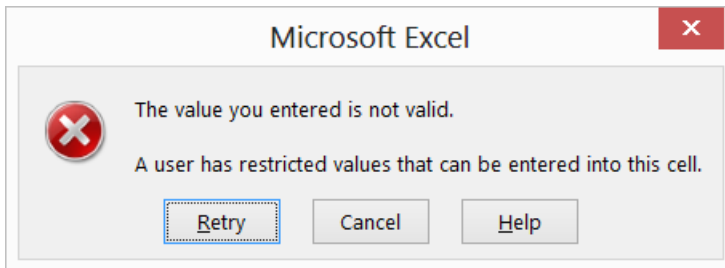 Microsoft Excel
The value you entered is not valid.
A user has restricted values that can be entered into this cell.
Retry Cancel Help